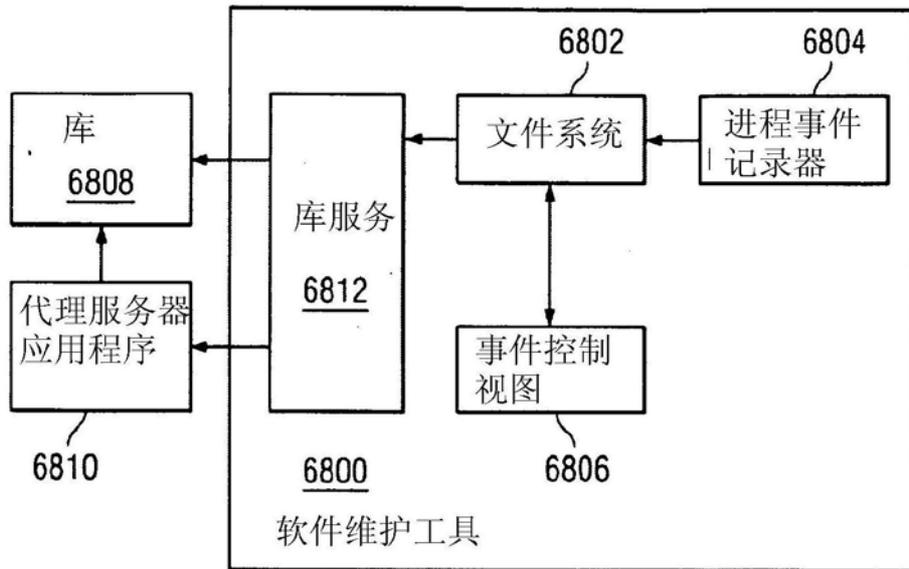 6802
6804
库
6808
库服务
6812
文件系统
进程事件
记录器
代理服务器
应用程序
事件控制
视图
6810
6800
6806
软件维护工具